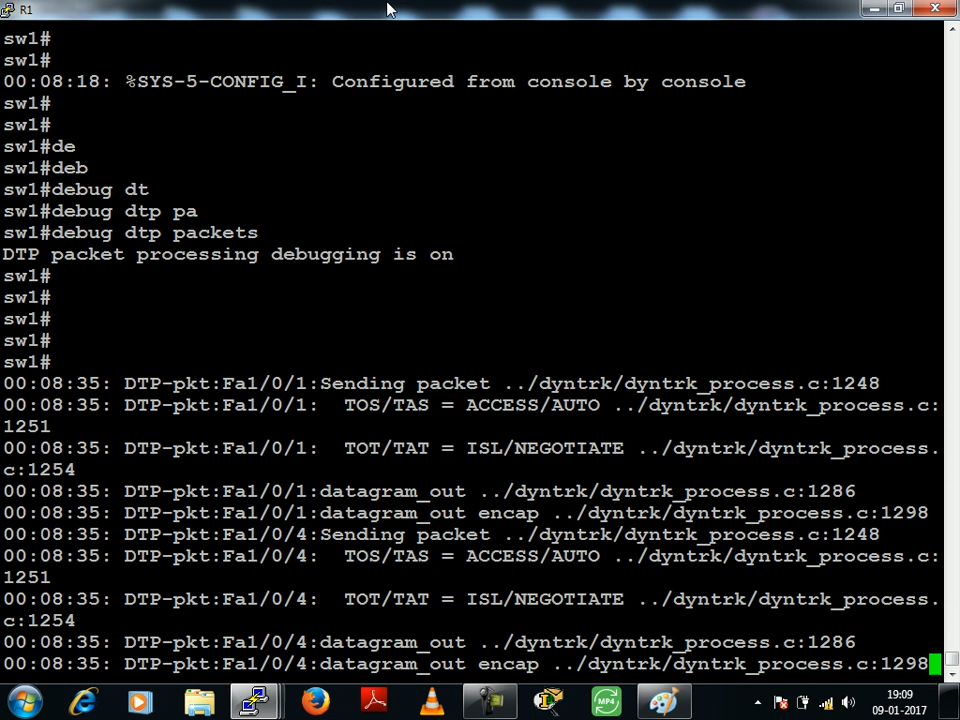 R1
sw1#
sw1#
00:08:18: %SYS-5-CONFIG_I: Configured from console by console
sw1#
sw1#
sw1#de
sw1#deb
sw1#debug dt
sw1#debug dtp pa
sw1#debug dtp packets
DTP packet processing debugging is on
sw1#
sw1#
sw1#
sw1#
sw1#
00:08:35: DTP-pkt:Fa1/0/1:Sending packet ../dyntrk/dyntrk_process.c:1248
00:08:35: DTP-pkt:Fa1/0/1:  TOS/TAS = ACCESS/AUTO ../dyntrk/dyntrk_process.c:
1251
00:08:35: DTP-pkt:Fa1/0/1:  TOT/TAT = ISL/NEGOTIATE ../dyntrk/dyntrk_process.
c:1254
00:08:35: DTP-pkt:Fa1/0/1:datagram_out ../dyntrk/dyntrk_process.c:1286
00:08:35: DTP-pkt:Fa1/0/1:datagram_out encap ../dyntrk/dyntrk_process.c:1298
00:08:35: DTP-pkt:Fa1/0/4:Sending packet ../dyntrk/dyntrk_process.c:1248
00:08:35: DTP-pkt:Fa1/0/4:  TOS/TAS = ACCESS/AUTO ../dyntrk/dyntrk_process.c:
1251
00:08:35: DTP-pkt:Fa1/0/4:  TOT/TAT = ISL/NEGOTIATE ../dyntrk/dyntrk_process.
c:1254
00:08:35: DTP-pkt:Fa1/0/4:datagram_out ../dyntrk/dyntrk_process.c:1286
00:08:35: DTP-pkt:Fa1/0/4:datagram_out encap ../dyntrk/dyntrk_process.c:1298
MP4
19:09
09-01-2017